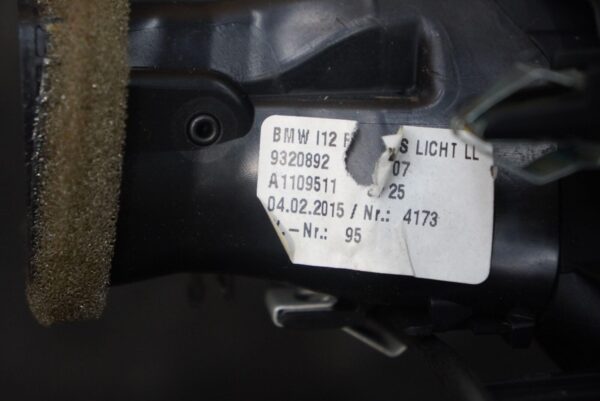 BMW I12 S LICHT LL
9320892 07
A1109511 25
04.02.2015 / Nr.: 4173
.-Nr.: 95